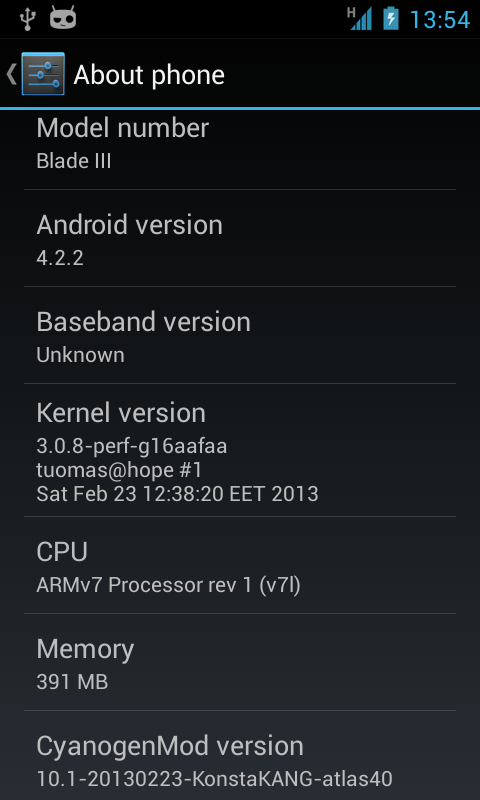 H 13:54
About phone
Model number
Blade III
Android version
4.2.2
Baseband version
Unknown
Kernel version
3.0.8-perf-g16aafaa
tuomas@hope #1
Sat Feb 23 12:38:20 EET 2013
CPU
ARMv7 Processor rev 1 (v7l)
Memory
391 MB
CyanogenMod version
10.1-20130223-KonstaKANG-atlas40